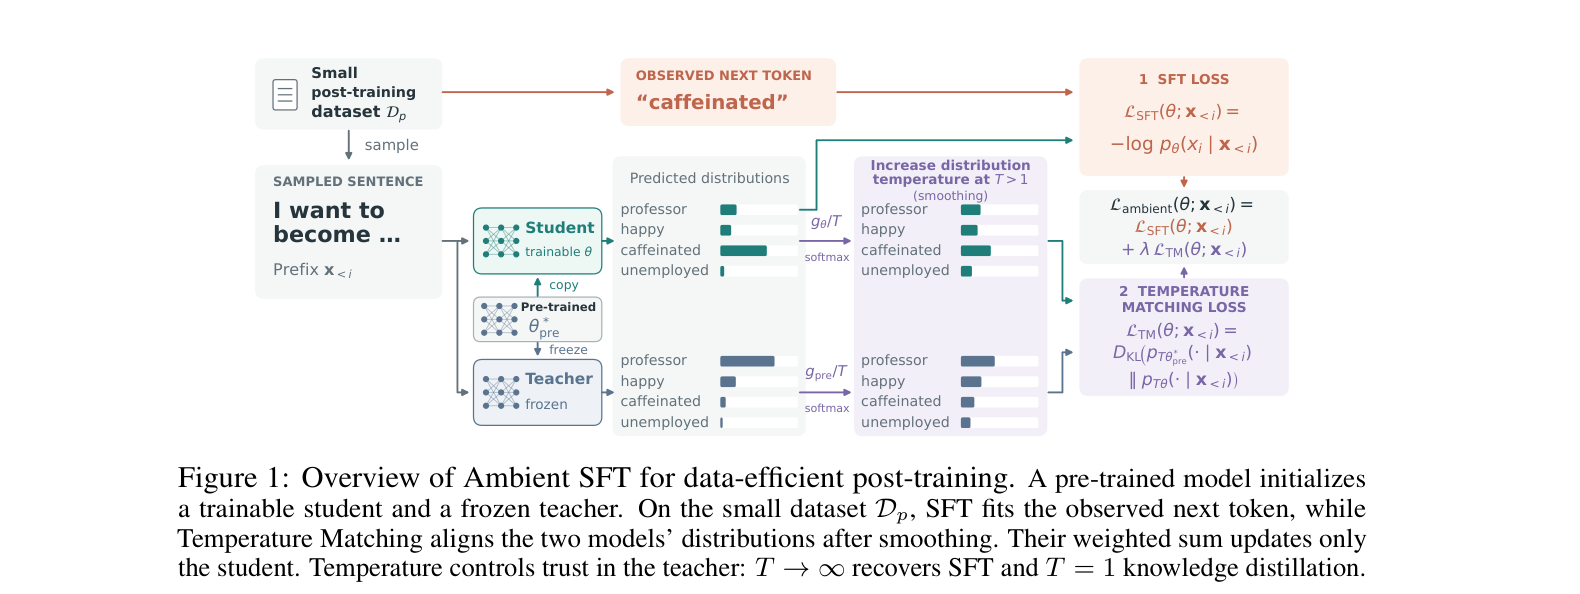 Small
post-training
dataset 𝒟ₚ
sample
SAMPLED SENTENCE
I want to
become ...
Prefix x<i
OBSERVED NEXT TOKEN
“caffeinated”
Student
trainable θ
copy
Pre-trained
θ*pre
freeze
Teacher
frozen
Predicted distributions
professor
happy
caffeinated
unemployed
professor
happy
caffeinated
unemployed
gθ/T
softmax
gpre/T
softmax
Increase distribution
temperature at T > 1
(smoothing)
professor
happy
caffeinated
unemployed
professor
happy
caffeinated
unemployed
1 SFT LOSS
ℒSFT(θ; x<i) =
−log pθ(xi | x<i)
ℒambient(θ; x<i) =
ℒSFT(θ; x<i)
+ λ ℒTM(θ; x<i)
2 TEMPERATURE
MATCHING LOSS
ℒTM(θ; x<i) =
DKL(pTθ*pre(· | x<i)
‖ pTθ(· | x<i))
Figure 1: Overview of Ambient SFT for data-efficient post-training. A pre-trained model initializes
a trainable student and a frozen teacher. On the small dataset 𝒟ₚ, SFT fits the observed next token, while
Temperature Matching aligns the two models’ distributions after smoothing. Their weighted sum updates only
the student. Temperature controls trust in the teacher: T → ∞ recovers SFT and T = 1 knowledge distillation.